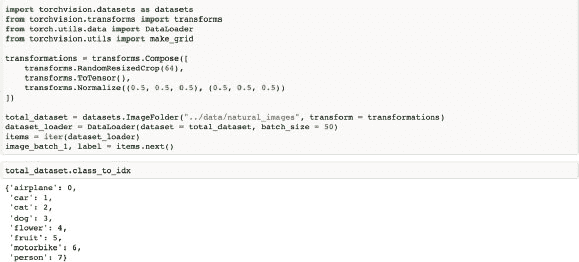 import torchvision.datasets as datasets
from torchvision.transforms import transforms
from torch.utils.data import DataLoader
from torchvision.utils import make_grid
transformations = transforms.Compose([
    transforms.RandomResizedCrop(64),
    transforms.ToTensor(),
    transforms.Normalize((0.5, 0.5, 0.5), (0.5, 0.5, 0.5))
])
total_dataset = datasets.ImageFolder("../data/natural_images", transform = transformations)
dataset_loader = DataLoader(dataset = total_dataset, batch_size = 50)
items = iter(dataset_loader)
image_batch_1, label = items.next()
total_dataset.class_to_idx
{'airplane': 0,
 'car': 1,
 'cat': 2,
 'dog': 3,
 'flower': 4,
 'fruit': 5,
 'motorbike': 6,
 'person': 7}